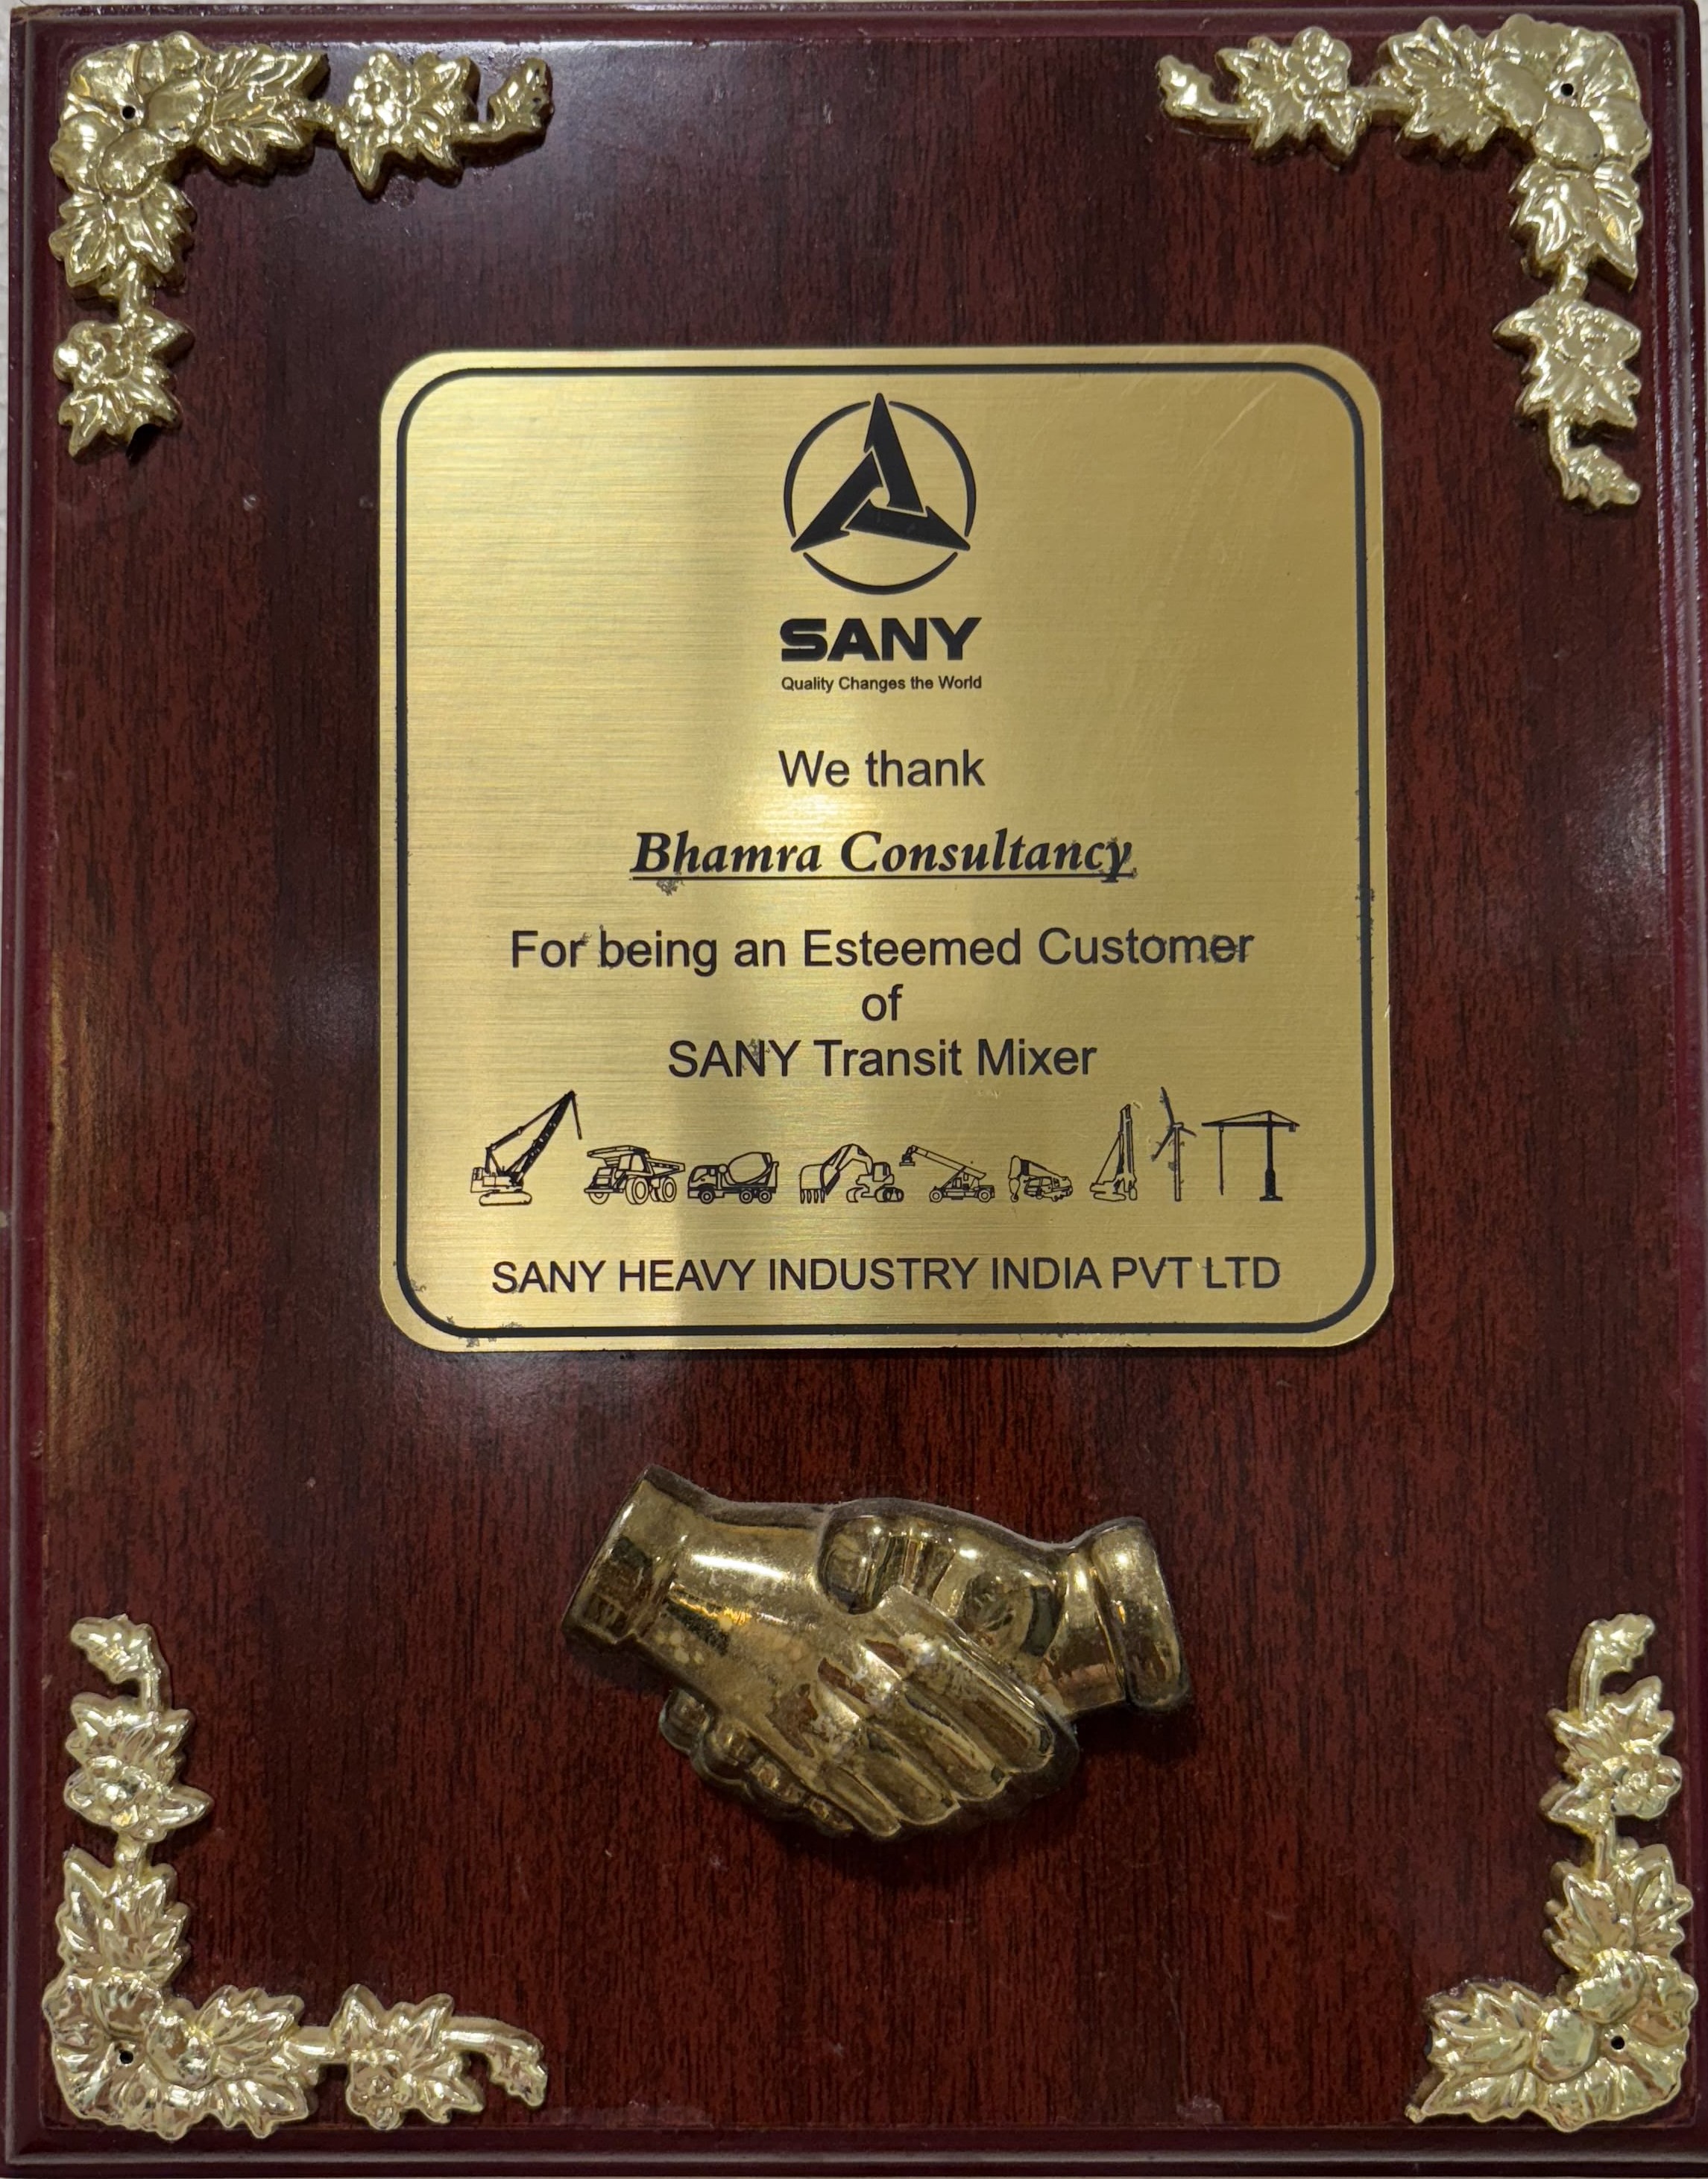 SANY
Quality Changes the World
We thank
Bhamra Consultancy
For being an Esteemed Customer
of
SANY Transit Mixer
SANY HEAVY INDUSTRY INDIA PVT LTD